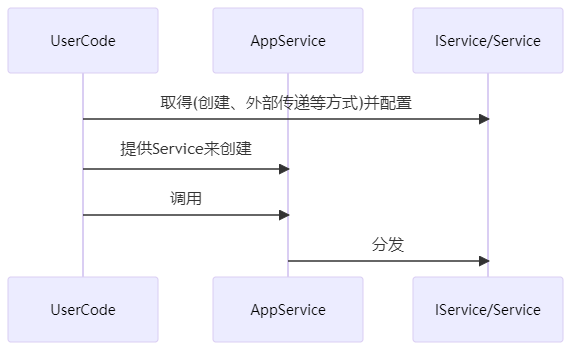 UserCode
AppService
IService/Service
取得(创建、外部传递等方式)并配置
提供Service来创建
调用
分发
UserCode
AppService
IService/Service